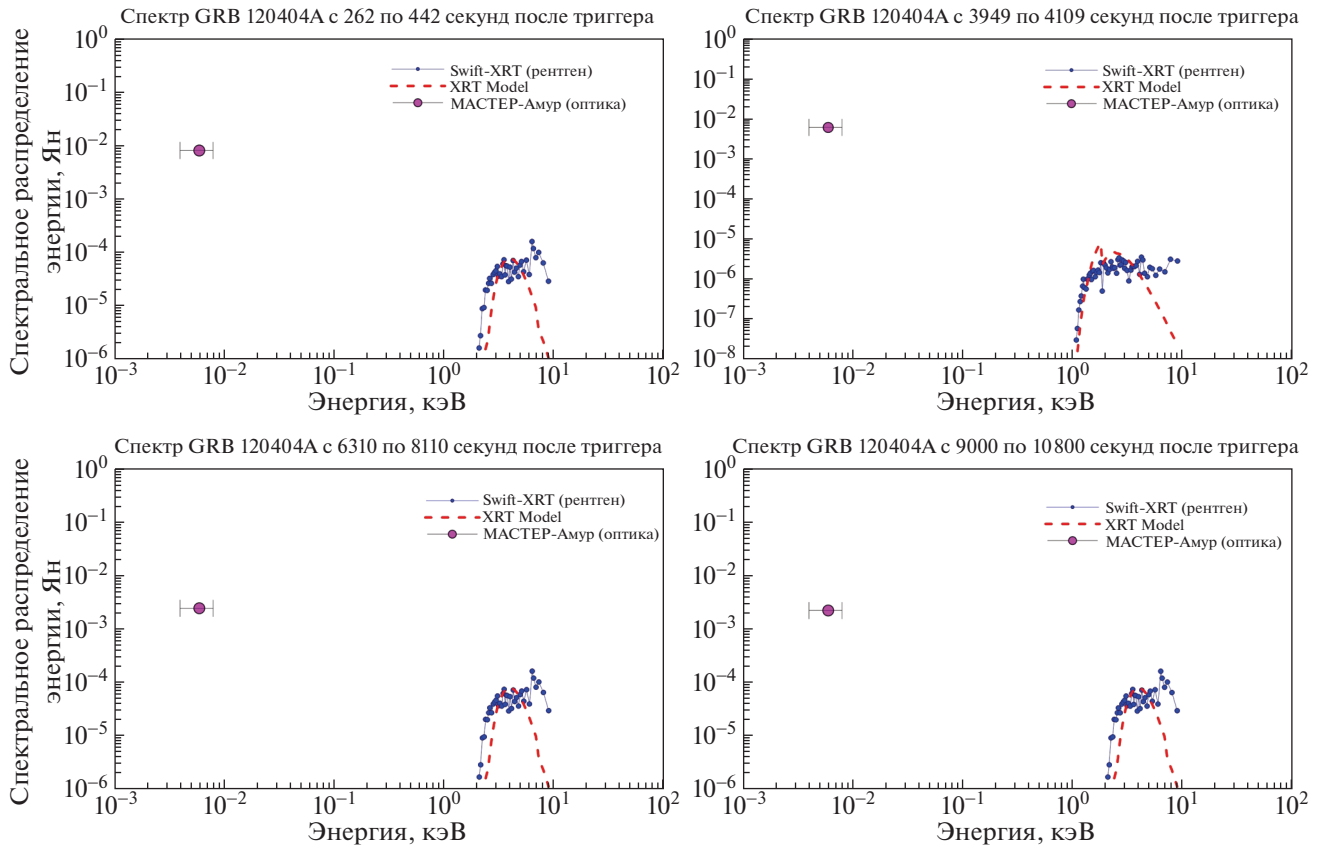 Спектр GRB 120404A с 262 по 442 секунд после триггера
Спектральное распределение
энергии, Ян
10^0
10^-1
10^-2
10^-3
10^-4
10^-5
10^-6
Swift-XRT (рентген)
XRT Model
МАСТЕР-Амур (оптика)
10^-3 10^-2 10^-1 10^0 10^1 10^2
Энергия, кэВ
Спектр GRB 120404A с 3949 по 4109 секунд после триггера
10^0
10^-1
10^-2
10^-3
10^-4
10^-5
10^-6
10^-7
10^-8
Swift-XRT (рентген)
XRT Model
МАСТЕР-Амур (оптика)
10^-3 10^-2 10^-1 10^0 10^1 10^2
Энергия, кэВ
Спектр GRB 120404A с 6310 по 8110 секунд после триггера
Спектральное распределение
энергии, Ян
10^0
10^-1
10^-2
10^-3
10^-4
10^-5
10^-6
Swift-XRT (рентген)
XRT Model
МАСТЕР-Амур (оптика)
10^-3 10^-2 10^-1 10^0 10^1 10^2
Энергия, кэВ
Спектр GRB 120404A с 9000 по 10 800 секунд после триггера
10^0
10^-1
10^-2
10^-3
10^-4
10^-5
10^-6
Swift-XRT (рентген)
XRT Model
МАСТЕР-Амур (оптика)
10^-3 10^-2 10^-1 10^0 10^1 10^2
Энергия, кэВ